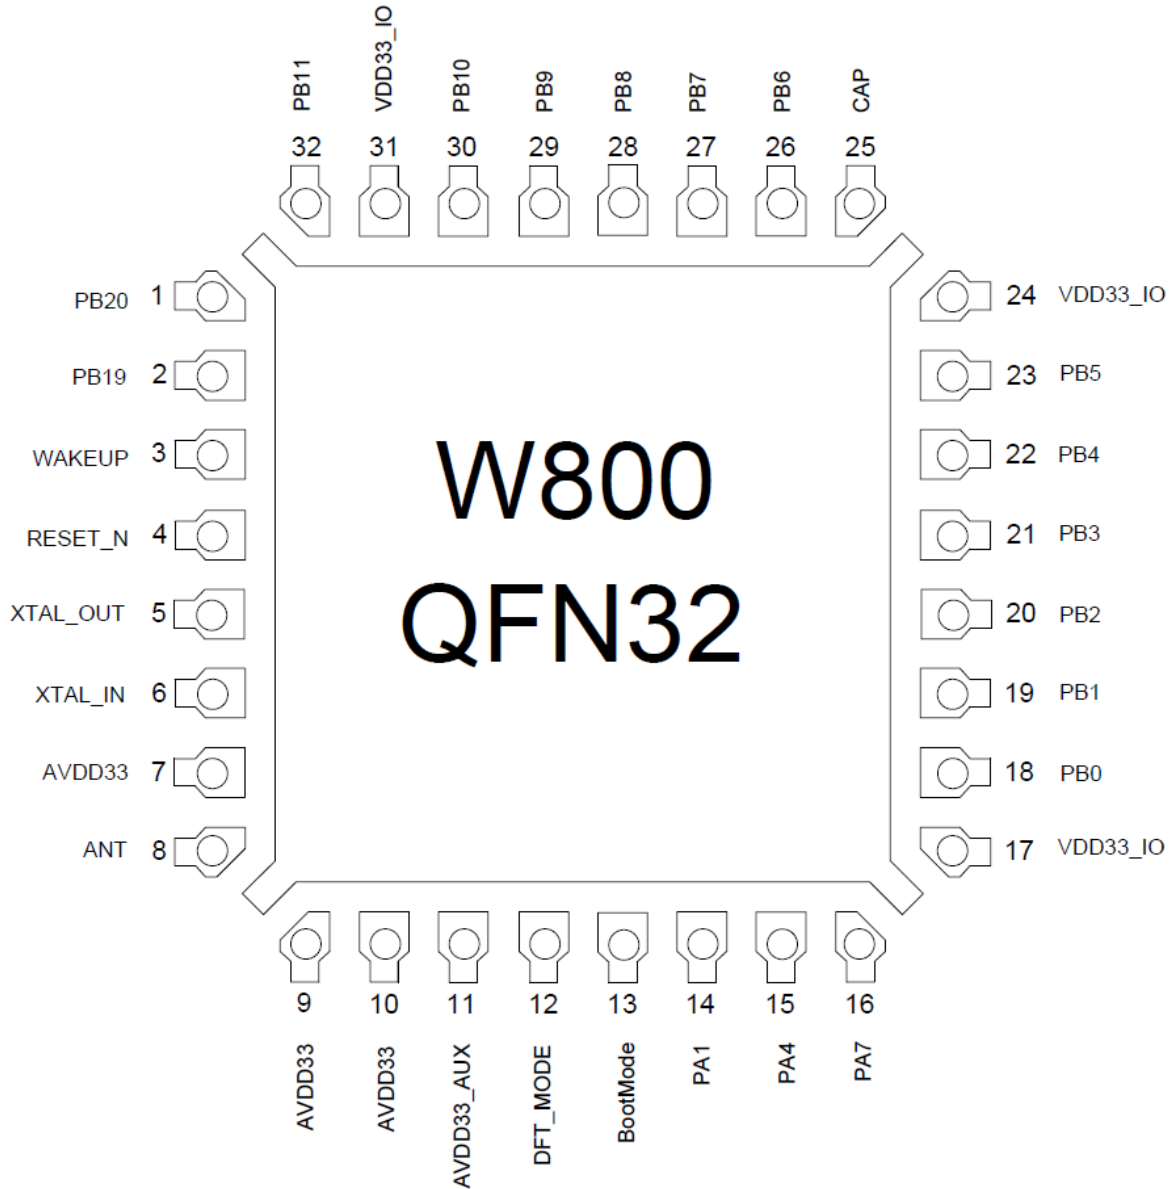 PB11 VDD33_IO PB10 PB9 PB8 PB7 PB6 CAP
32 31 30 29 28 27 26 25
PB20 1
PB19 2
WAKEUP 3
RESET_N 4
XTAL_OUT 5
XTAL_IN 6
AVDD33 7
ANT 8
W800
QFN32
24 VDD33_IO
23 PB5
22 PB4
21 PB3
20 PB2
19 PB1
18 PB0
17 VDD33_IO
9 10 11 12 13 14 15 16
AVDD33 AVDD33 AVDD33_AUX DFT_MODE BootMode PA1 PA4 PA7